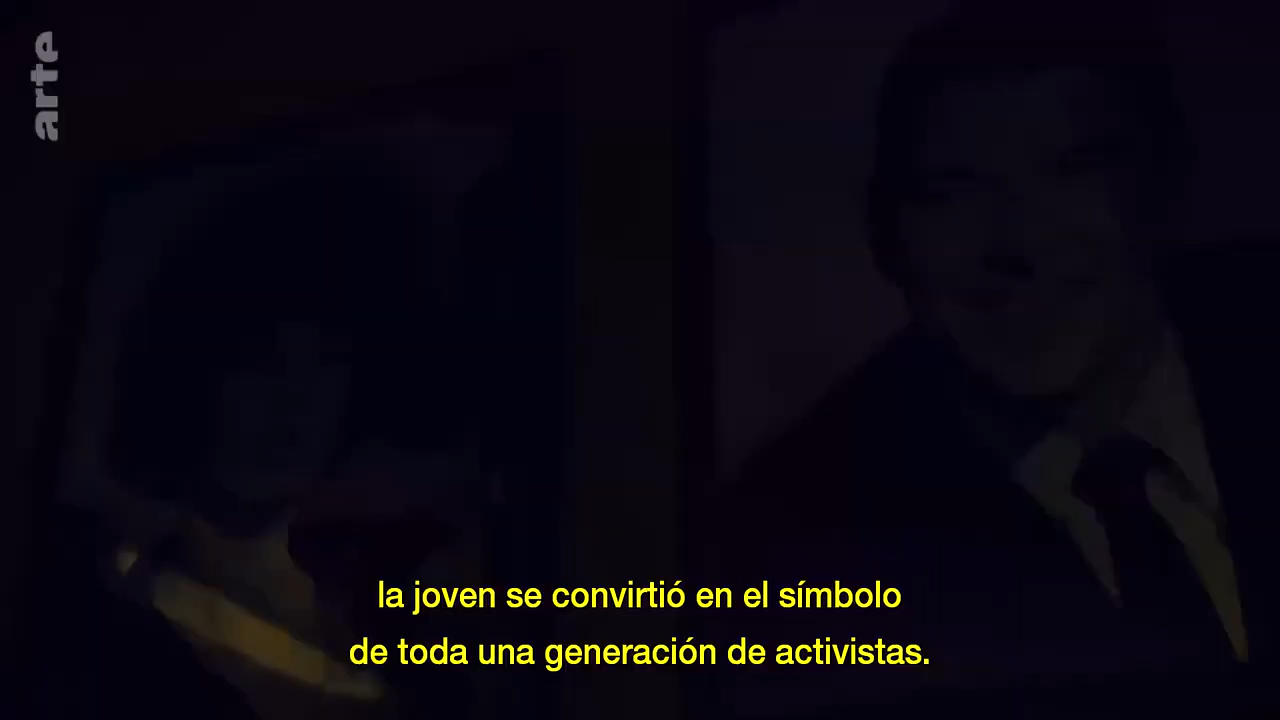 arte
la joven se convirtió en el símbolo
de toda una generación de activistas.